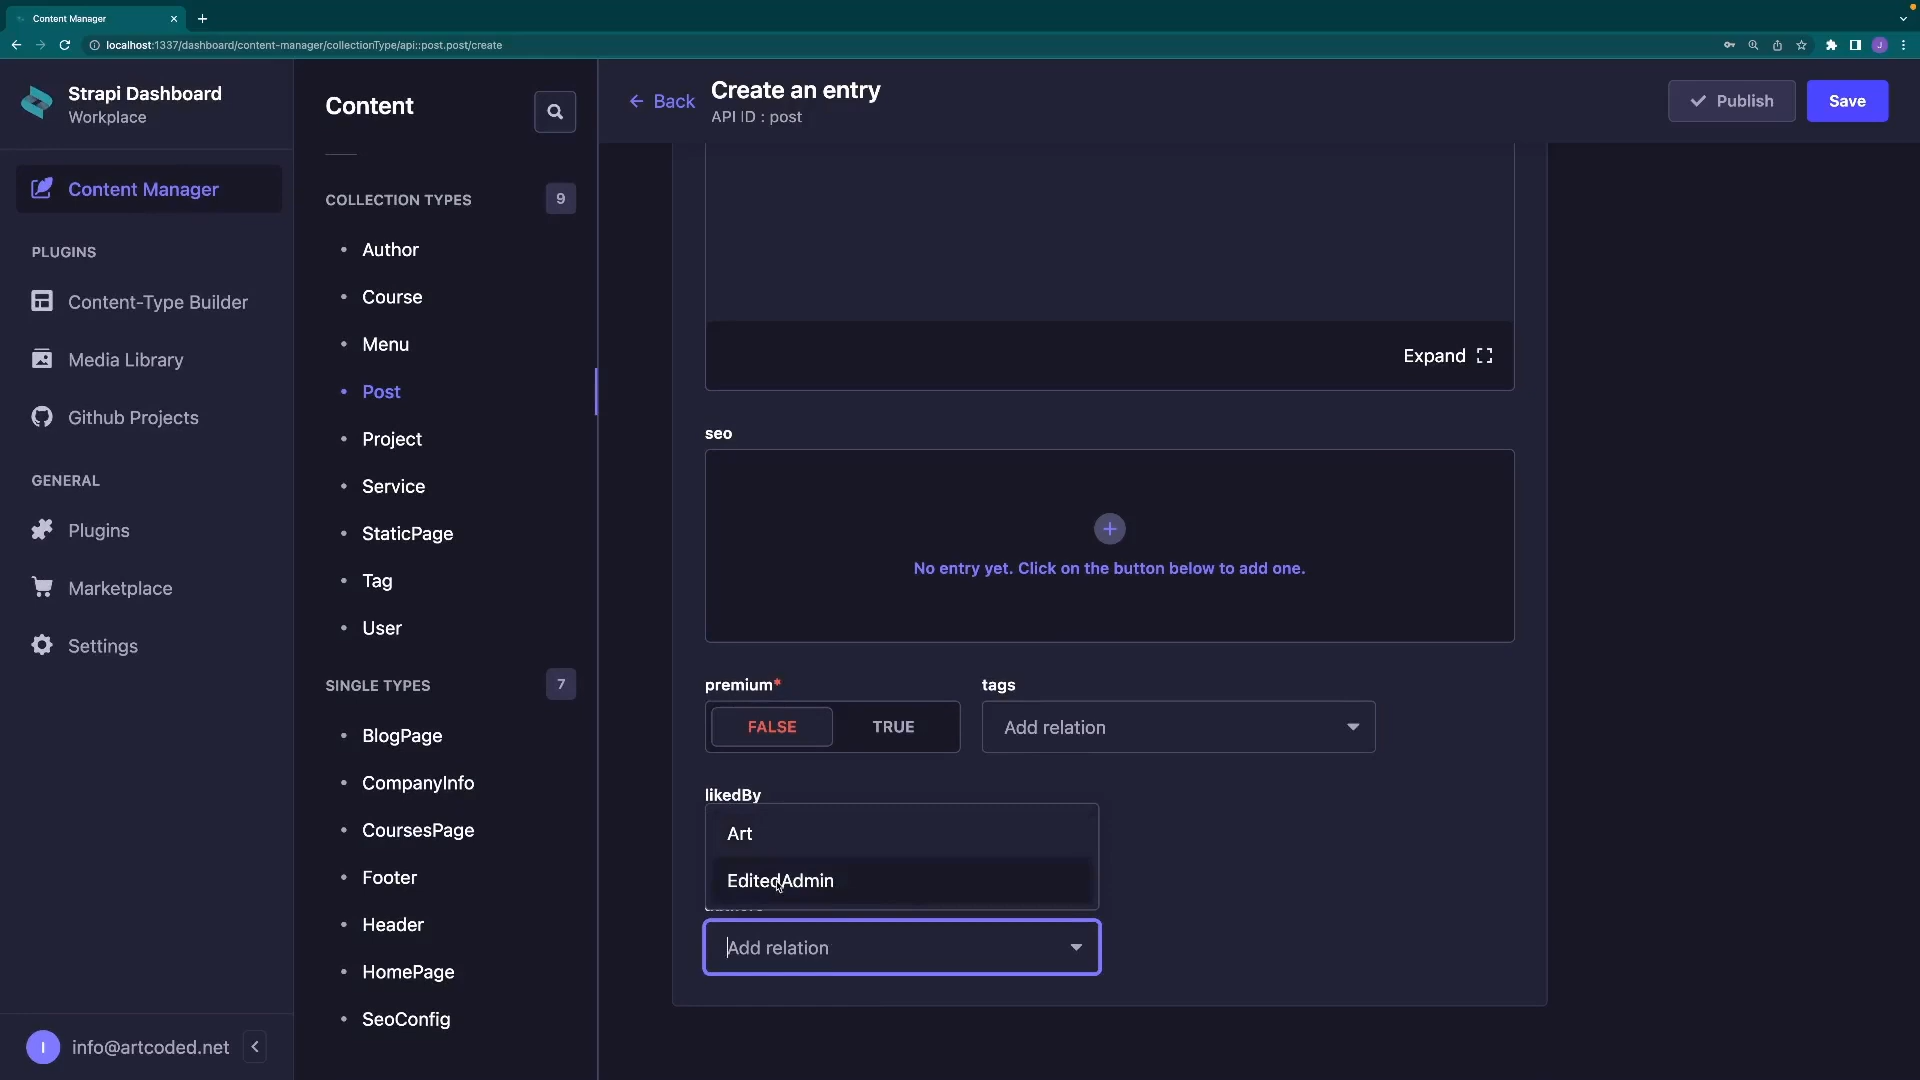 Content Manager
localhost:1337/dashboard/content-manager/collectionType/api::post.post/create
J
Strapi Dashboard
Workplace
Content Manager
PLUGINS
Content-Type Builder
Media Library
Github Projects
GENERAL
Plugins
Marketplace
Settings
I
info@artcoded.net
Content
COLLECTION TYPES
9
Author
Course
Menu
Post
Project
Service
StaticPage
Tag
User
SINGLE TYPES
7
BlogPage
CompanyInfo
CoursesPage
Footer
Header
HomePage
SeoConfig
Back
Create an entry
API ID : post
Publish
Save
Expand
seo
No entry yet. Click on the button below to add one.
premium*
tags
FALSE
TRUE
Add relation
likedBy
Art
EditedAdmin
Add relation